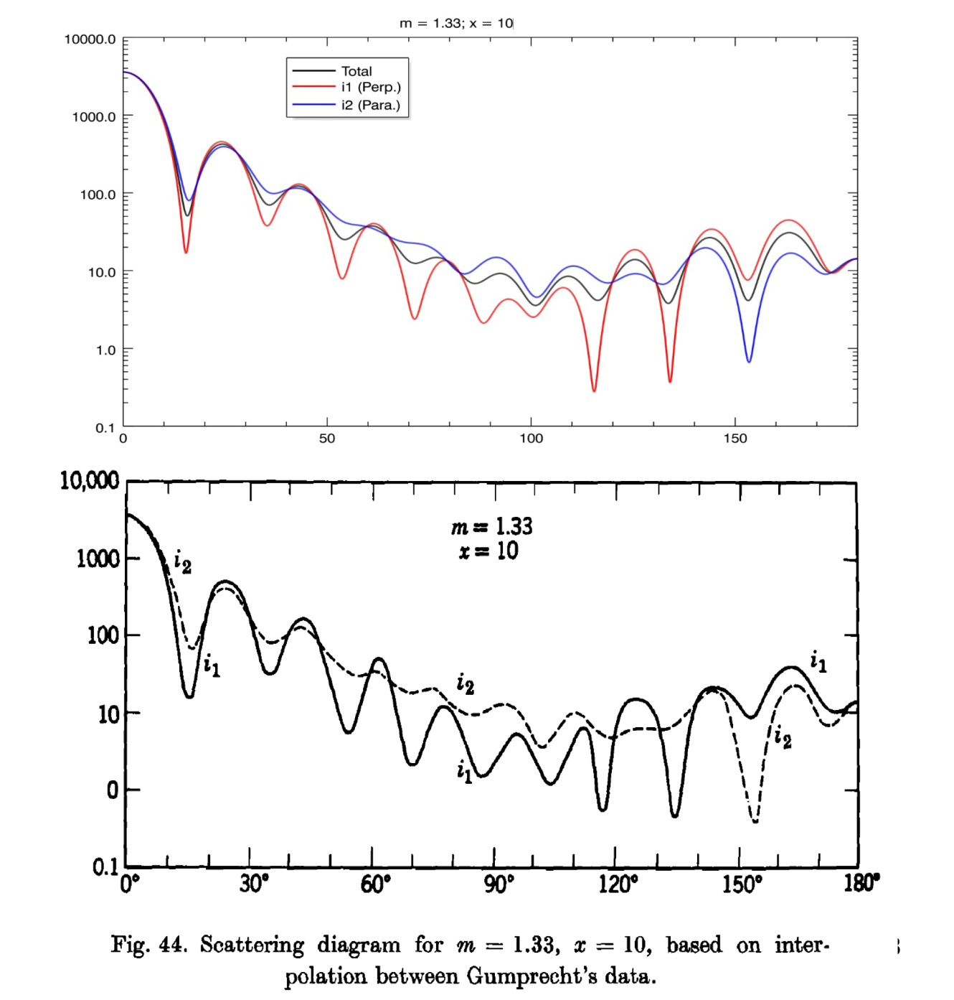 m = 1.33; x = 10
10000.0
1000.0
100.0
10.0
1.0
0.1
Total
i1 (Perp.)
i2 (Para.)
0 50 100 150
10,000
1000
100
10
0
0.1
m = 1.33
x = 10
i2
i1
i2
i1
i1
i2
0° 30° 60° 90° 120° 150° 180°
Fig. 44. Scattering diagram for m = 1.33, x = 10, based on inter-
polation between Gumprecht's data.